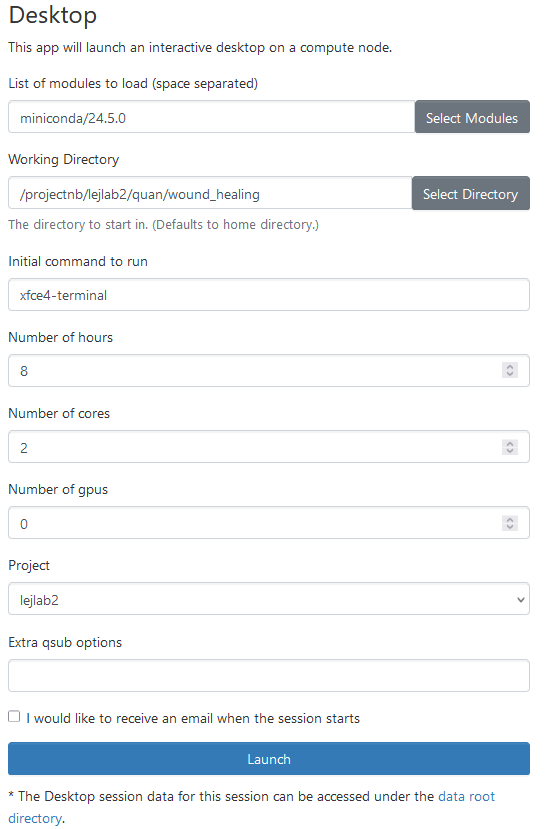 Desktop
This app will launch an interactive desktop on a compute node.
List of modules to load (space separated)
miniconda/24.5.0
Select Modules
Working Directory
/projectnb/lejlab2/quan/wound_healing
Select Directory
The directory to start in. (Defaults to home directory.)
Initial command to run
xfce4-terminal
Number of hours
8
Number of cores
2
Number of gpus
0
Project
lejlab2
Extra qsub options
I would like to receive an email when the session starts
Launch
* The Desktop session data for this session can be accessed under the data root
directory.